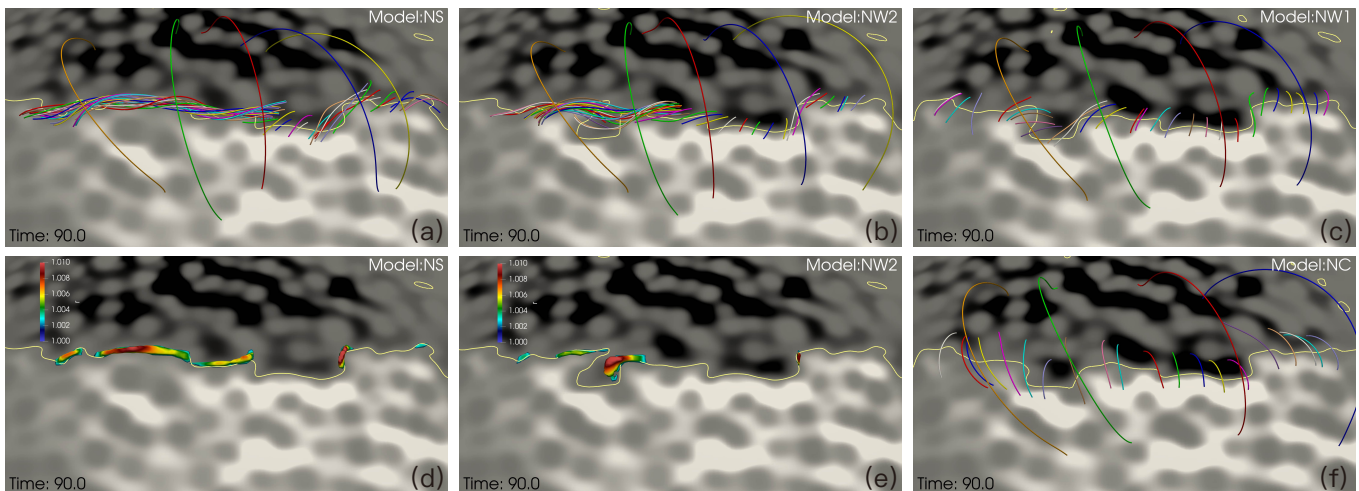 Model:NS
(a)
Time: 90.0
Model:NW2
(b)
Time: 90.0
Model:NW1
(c)
Time: 90.0
Model:NS
1.010
1.008
1.006
1.004
1.002
1.000
r
(d)
Time: 90.0
Model:NW2
1.010
1.008
1.006
1.004
1.002
1.000
r
(e)
Time: 90.0
Model:NC
(f)
Time: 90.0